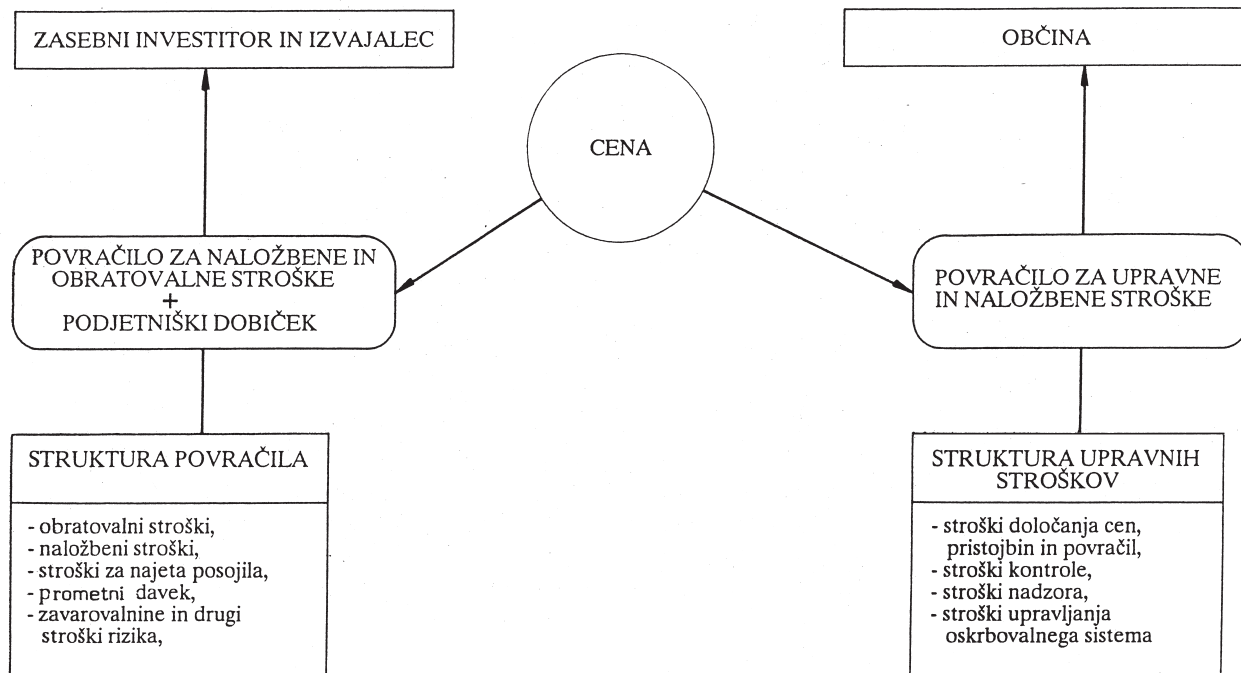 ZASEBNI INVESTITOR IN IZVAJALEC
OBČINA
CENA
POVRAČILO ZA NALOŽBENE IN
OBRATOVALNE STROŠKE
+
PODJETNIŠKI DOBIČEK
POVRAČILO ZA UPRAVNE
IN NALOŽBENE STROŠKE
STRUKTURA POVRAČILA
- obratovalni stroški,
- naložbeni stroški,
- stroški za najeta posojila,
- prometni davek,
- zavarovalnine in drugi
stroški rizika,
STRUKTURA UPRAVNIH
STROŠKOV
- stroški določanja cen,
pristojbin in povračil,
- stroški kontrole,
- stroški nadzora,
- stroški upravljanja
oskrbovalnega sistema